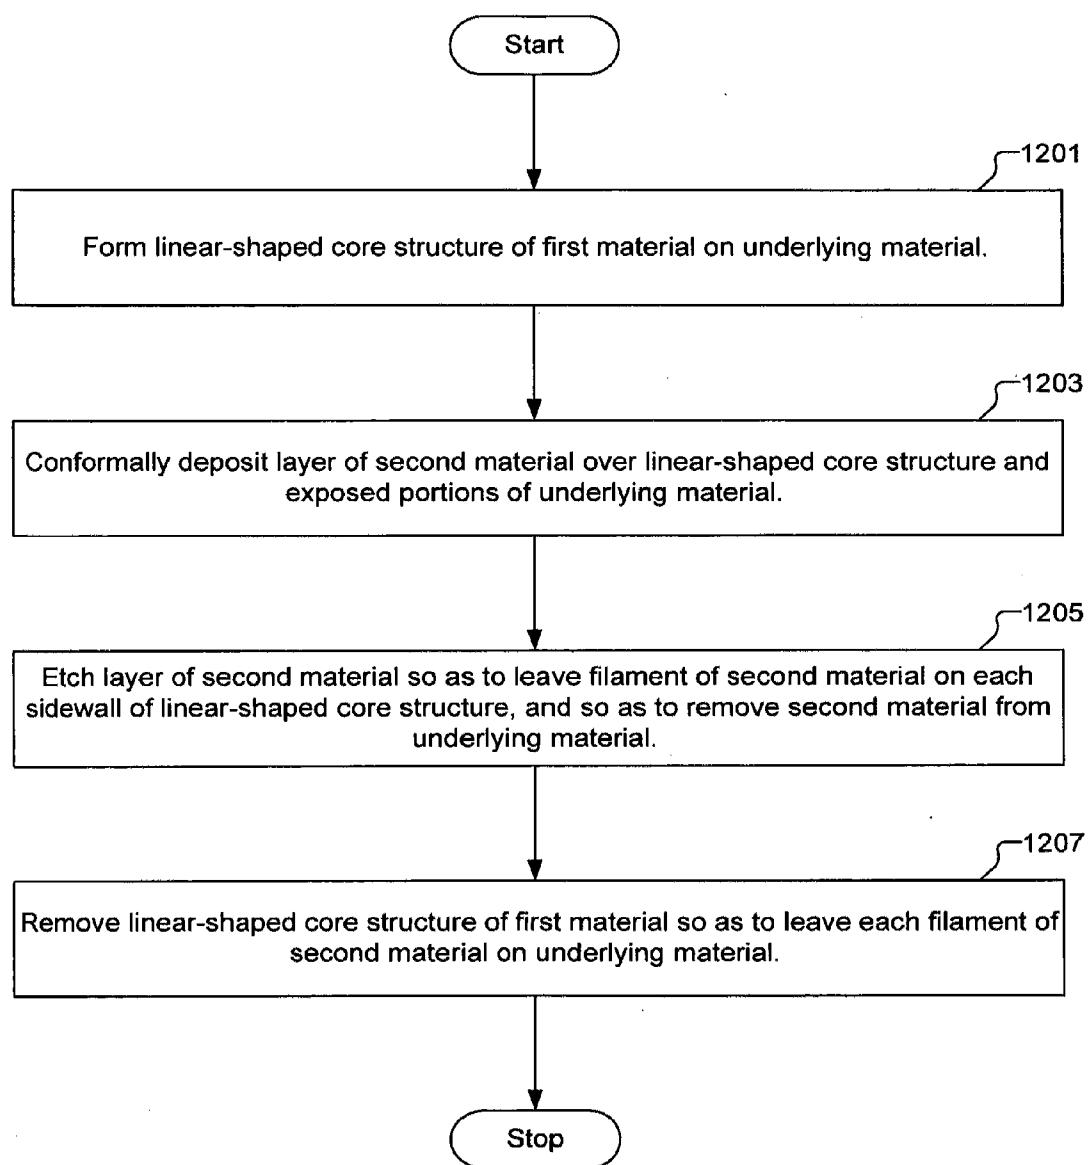 Start
1201
Form linear-shaped core structure of first material on underlying material.
1203
Conformally deposit layer of second material over linear-shaped core structure and
exposed portions of underlying material.
1205
Etch layer of second material so as to leave filament of second material on each
sidewall of linear-shaped core structure, and so as to remove second material from
underlying material.
1207
Remove linear-shaped core structure of first material so as to leave each filament of
second material on underlying material.
Stop